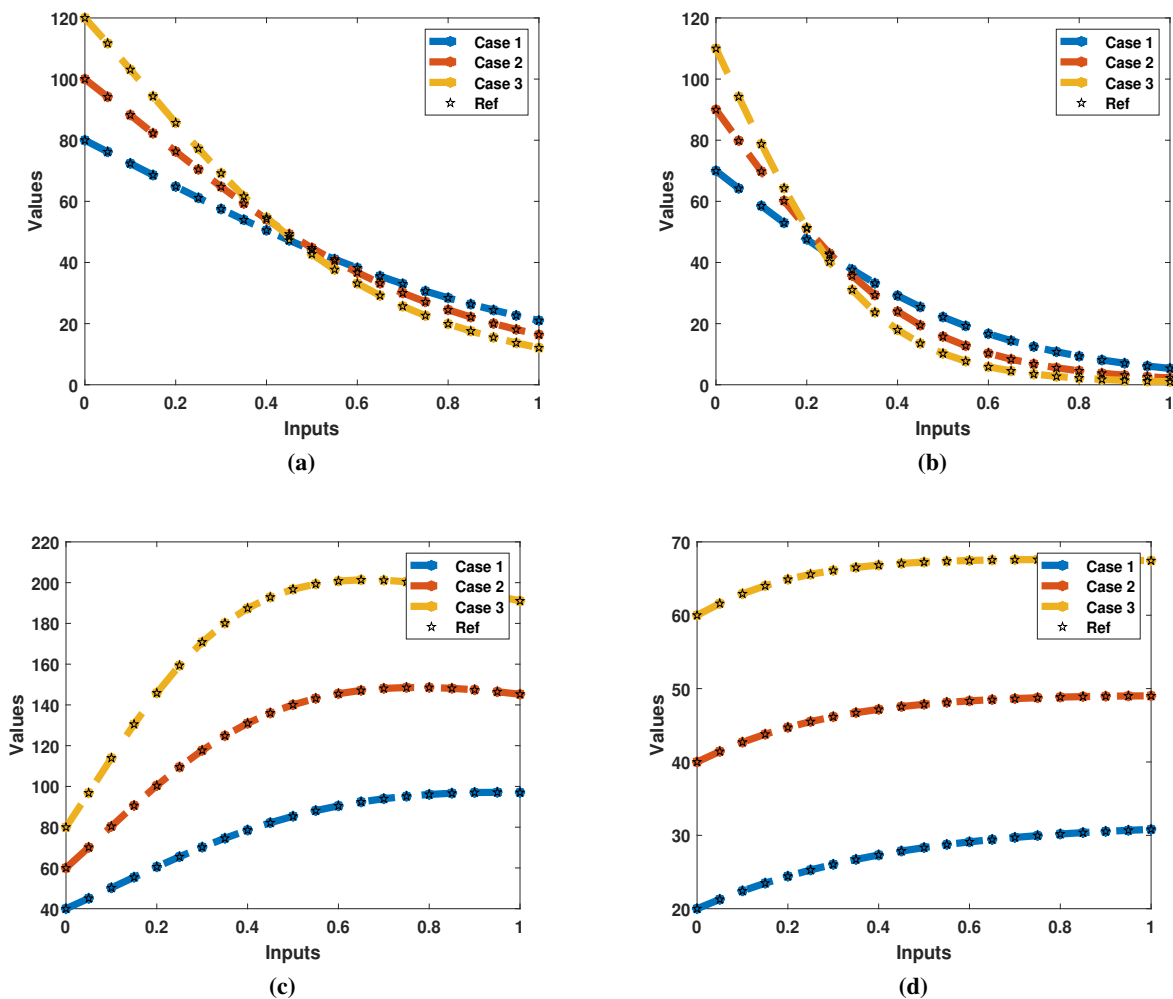 120
100
80
60
40
20
0
Values
0 0.2 0.4 0.6 0.8 1
Inputs
Case 1
Case 2
Case 3
Ref
(a)
120
100
80
60
40
20
0
Values
0 0.2 0.4 0.6 0.8 1
Inputs
Case 1
Case 2
Case 3
Ref
(b)
220
200
180
160
140
120
100
80
60
40
Values
0 0.2 0.4 0.6 0.8 1
Inputs
Case 1
Case 2
Case 3
Ref
(c)
70
60
50
40
30
20
Values
0 0.2 0.4 0.6 0.8 1
Inputs
Case 1
Case 2
Case 3
Ref
(d)